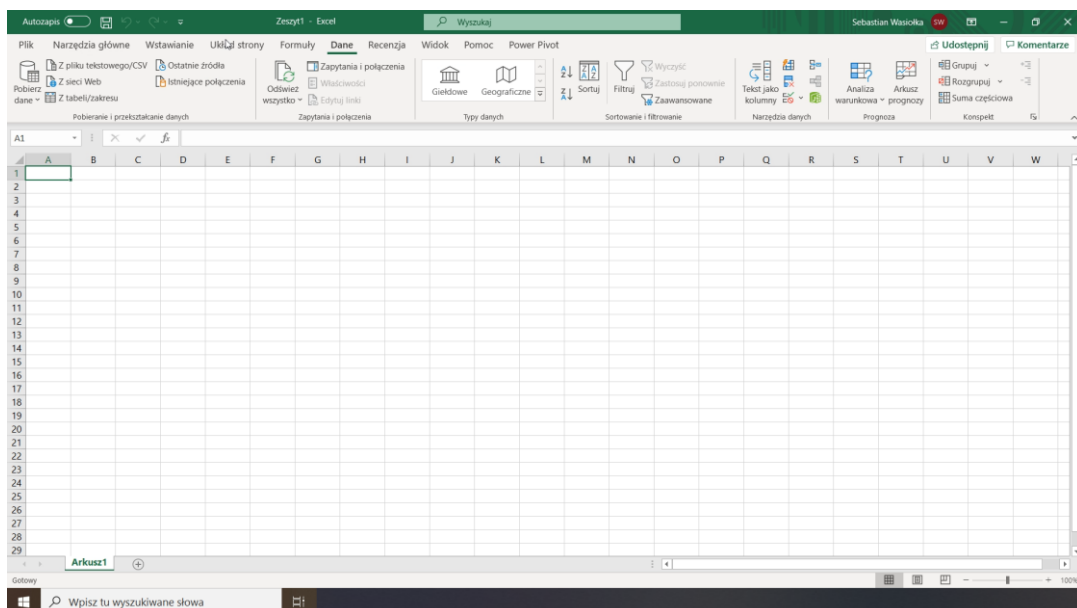 Autozapis Zeszyt1 - Excel Wyszukaj Sebastian Wasiołka SW
Plik Narzędzia główne Wstawianie Układ strony Formuły Dane Recenzja Widok Pomoc Power Pivot Udostępnij Komentarze
Pobierz dane
Z pliku tekstowego/CSV
Z sieci Web
Z tabeli/zakresu
Ostatnie źródła
Istniejące połączenia
Pobieranie i przekształcanie danych
Odśwież wszystko
Zapytania i połączenia
Właściwości
Edytuj linki
Zapytania i połączenia
Giełdowe Geograficzne
Typy danych
Sortuj
Filtruj
Wyczyść
Zastosuj ponownie
Zaawansowane
Sortowanie i filtrowanie
Tekst jako kolumny
Narzędzia danych
Analiza warunkowa
Arkusz prognozy
Prognoza
Grupuj
Rozgrupuj
Suma częściowa
Konspekt
A1 fx
A B C D E F G H I J K L M N O P Q R S T U V W
1
2
3
4
5
6
7
8
9
10
11
12
13
14
15
16
17
18
19
20
21
22
23
24
25
26
27
28
29
Arkusz1
Gotowy 100%
Wpisz tu wyszukiwane słowa